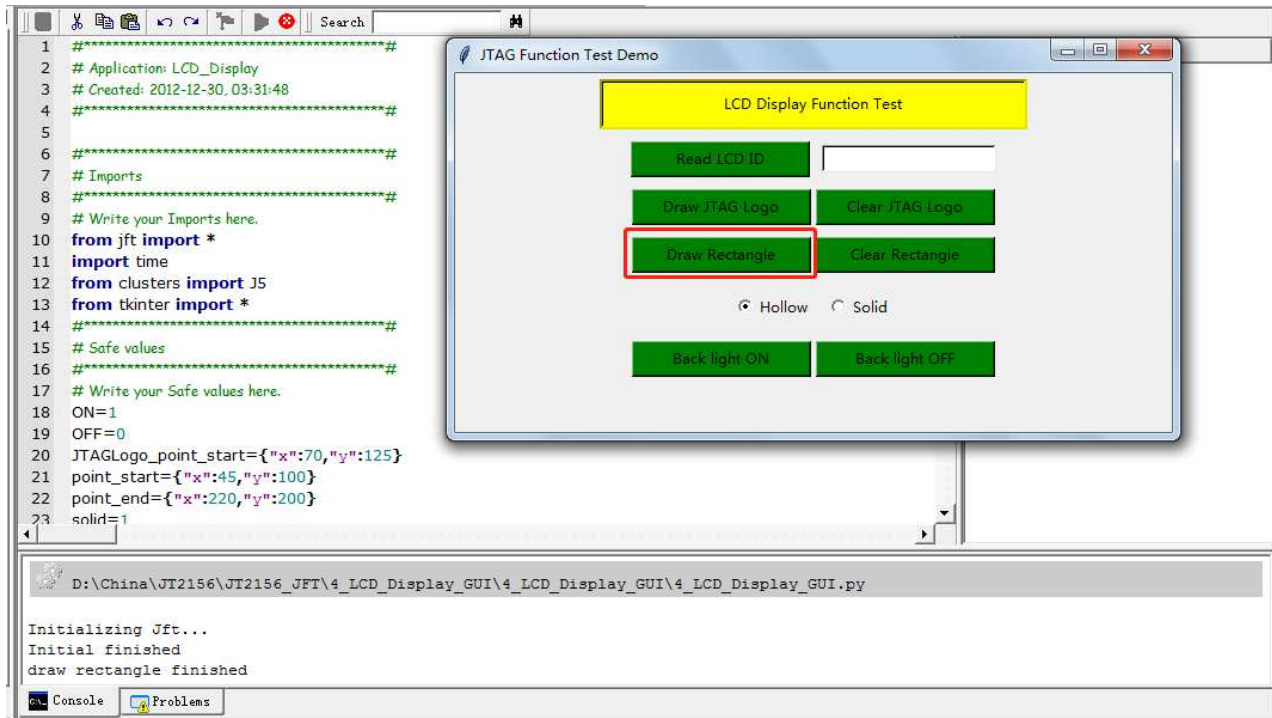 Search
1 #*******************************************#
2 # Application: LCD_Display
3 # Created: 2012-12-30, 03:31:48
4 #*******************************************#
5
6 #*******************************************#
7 # Imports
8 #*******************************************#
9 # Write your Imports here.
10 from jft import *
11 import time
12 from clusters import J5
13 from tkinter import *
14 #*******************************************#
15 # Safe values
16 #*******************************************#
17 # Write your Safe values here.
18 ON=1
19 OFF=0
20 JTAGLogo_point_start={"x":70,"y":125}
21 point_start={"x":45,"y":100}
22 point_end={"x":220,"y":200}
23 solid=1
JTAG Function Test Demo
LCD Display Function Test
Read LCD ID
Draw JTAG Logo Clear JTAG Logo
Draw Rectangle Clear Rectangle
Hollow Solid
Back light ON Back light OFF
D:\China\JT2156\JT2156_JFT\4_LCD_Display_GUI\4_LCD_Display_GUI\4_LCD_Display_GUI.py
Initializing Jft...
Initial finished
draw rectangle finished
Console Problems